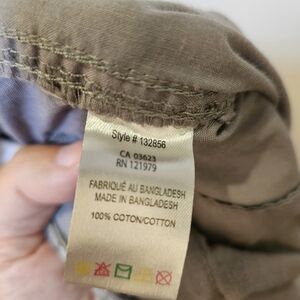 Style # 132856
CA 03623
RN 121979
FABRIQUÉ AU BANGLADESH
MADE IN BANGLADESH
100% COTON/COTTON